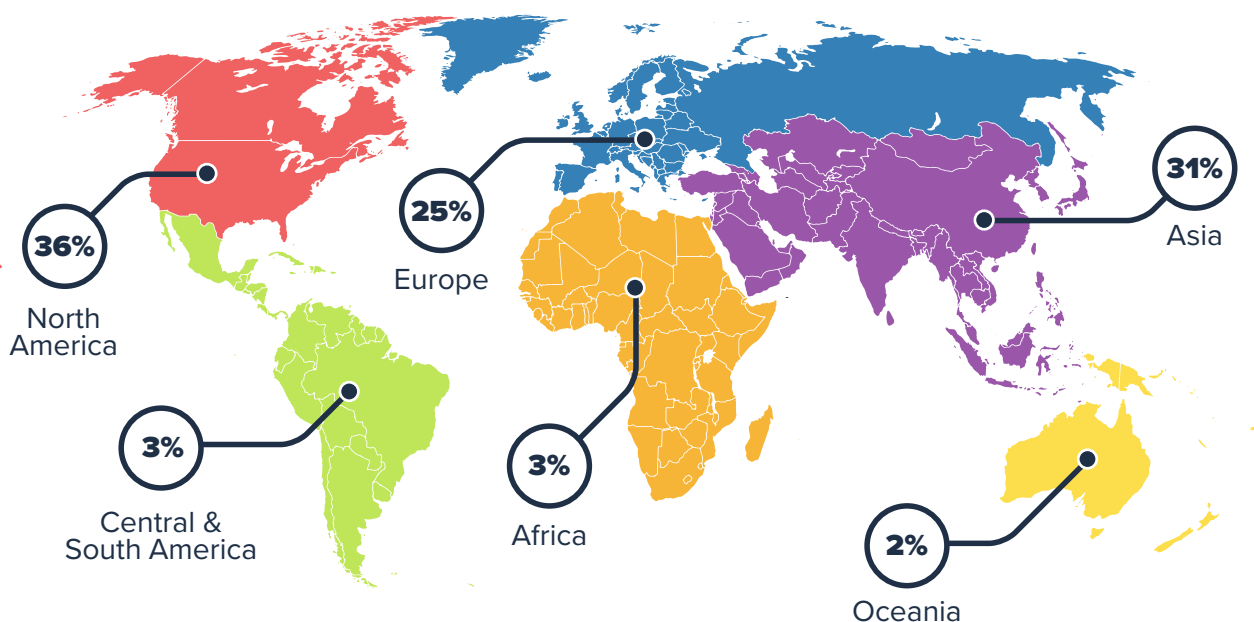 36%
North
America
25%
Europe
31%
Asia
3%
Central &
South America
3%
Africa
2%
Oceania